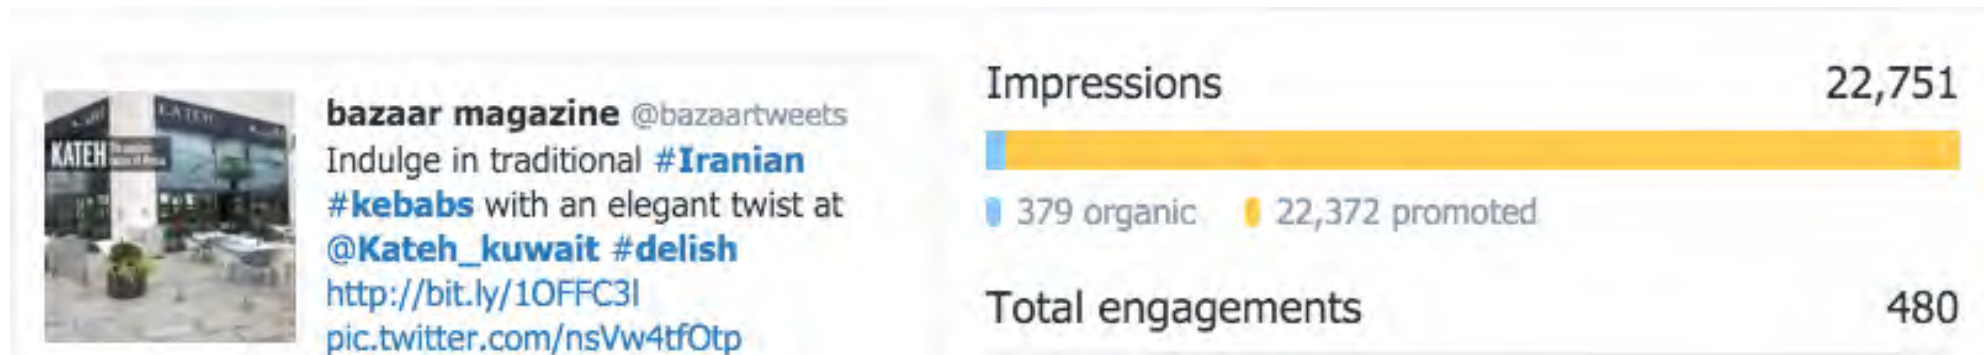 KATEH
KATEH
bazaar magazine @bazaartweets
Indulge in traditional #Iranian
#kebabs with an elegant twist at
@Kateh_kuwait #delish
http://bit.ly/1OFFC3l
pic.twitter.com/nsVw4tfOtp
Impressions 22,751
379 organic 22,372 promoted
Total engagements 480